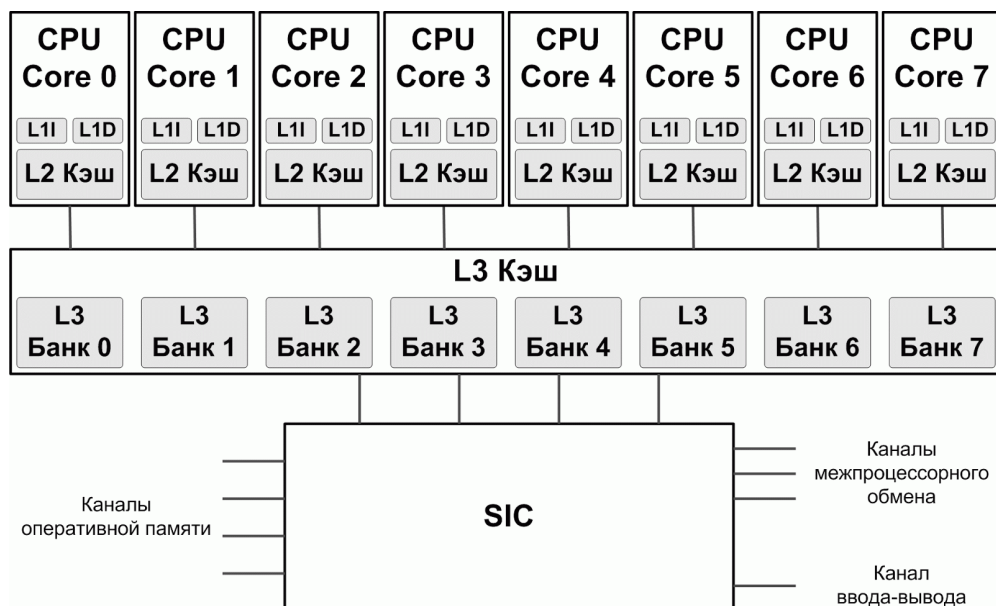 CPU CPU CPU CPU CPU CPU CPU CPU
Core 0 Core 1 Core 2 Core 3 Core 4 Core 5 Core 6 Core 7
L1I L1D L1I L1D L1I L1D L1I L1D L1I L1D L1I L1D L1I L1D L1I L1D
L2 Кэш L2 Кэш L2 Кэш L2 Кэш L2 Кэш L2 Кэш L2 Кэш L2 Кэш
L3 Кэш
L3 L3 L3 L3 L3 L3 L3 L3
Банк 0 Банк 1 Банк 2 Банк 3 Банк 4 Банк 5 Банк 6 Банк 7
Каналы
оперативной памяти
SIC
Каналы
межпроцессорного
обмена
Канал
ввода-вывода